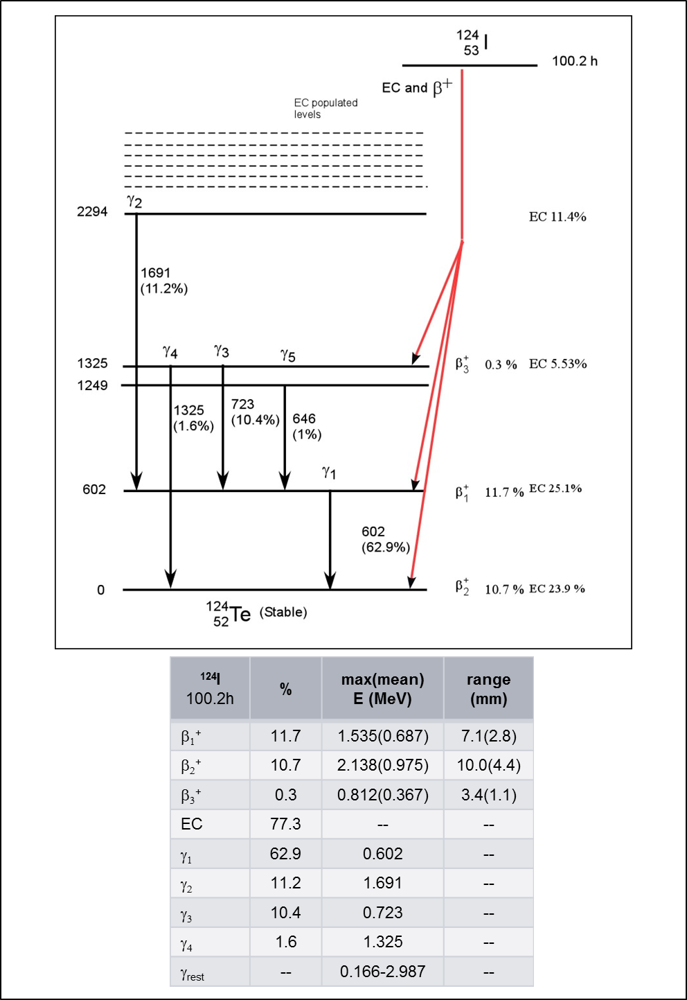 124
53 I
100.2 h
EC and β+
EC populated
levels
γ2
2294
EC 11.4%
1691
(11.2%)
γ4
γ3
γ5
1325
β3+ 0.3 % EC 5.53%
1249
1325
(1.6%)
723
(10.4%)
646
(1%)
γ1
602
β1+ 11.7 % EC 25.1%
602
(62.9%)
0
β2+ 10.7 % EC 23.9 %
124
52 Te (Stable)
124I
100.2h
%
max(mean)
E (MeV)
range
(mm)
β1+ 11.7 1.535(0.687) 7.1(2.8)
β2+ 10.7 2.138(0.975) 10.0(4.4)
β3+ 0.3 0.812(0.367) 3.4(1.1)
EC 77.3 -- --
γ1 62.9 0.602 --
γ2 11.2 1.691 --
γ3 10.4 0.723 --
γ4 1.6 1.325 --
γrest -- 0.166-2.987 --